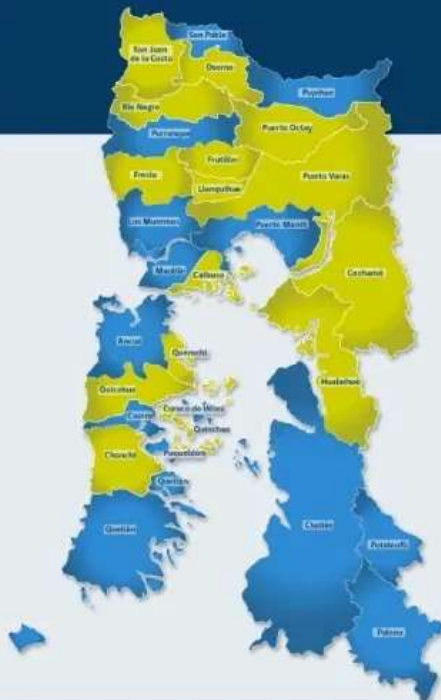 San Pablo
San Juan
de la Costa
Osorno
Puyehue
Río Negro
Puerto Octay
Purranque
Frutillar
Fresia
Puerto Varas
Llanquihue
Los Muermos
Puerto Montt
Maullín
Calbuco
Cochamó
Ancud
Quemchi
Dalcahue
Hualaihué
Castro
Curaco de Vélez
Quinchao
Chonchi
Puqueldón
Queilén
Quellón
Chaitén
Futaleufú
Palena